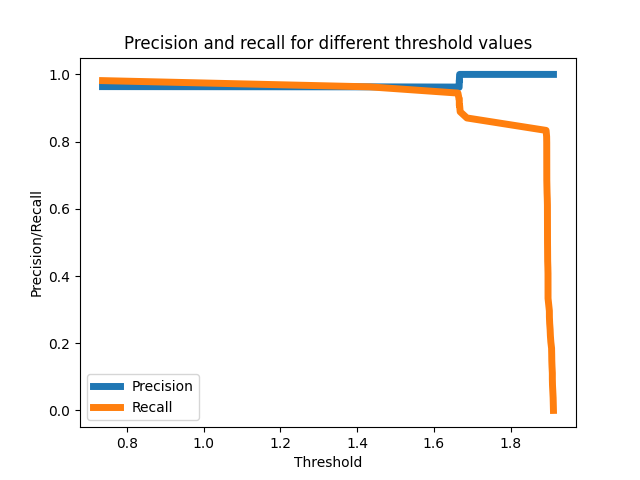 Precision and recall for different threshold values
Precision/Recall
1.0
0.8
0.6
0.4
0.2
0.0
Precision
Recall
0.8
1.0
1.2
1.4
1.6
1.8
Threshold